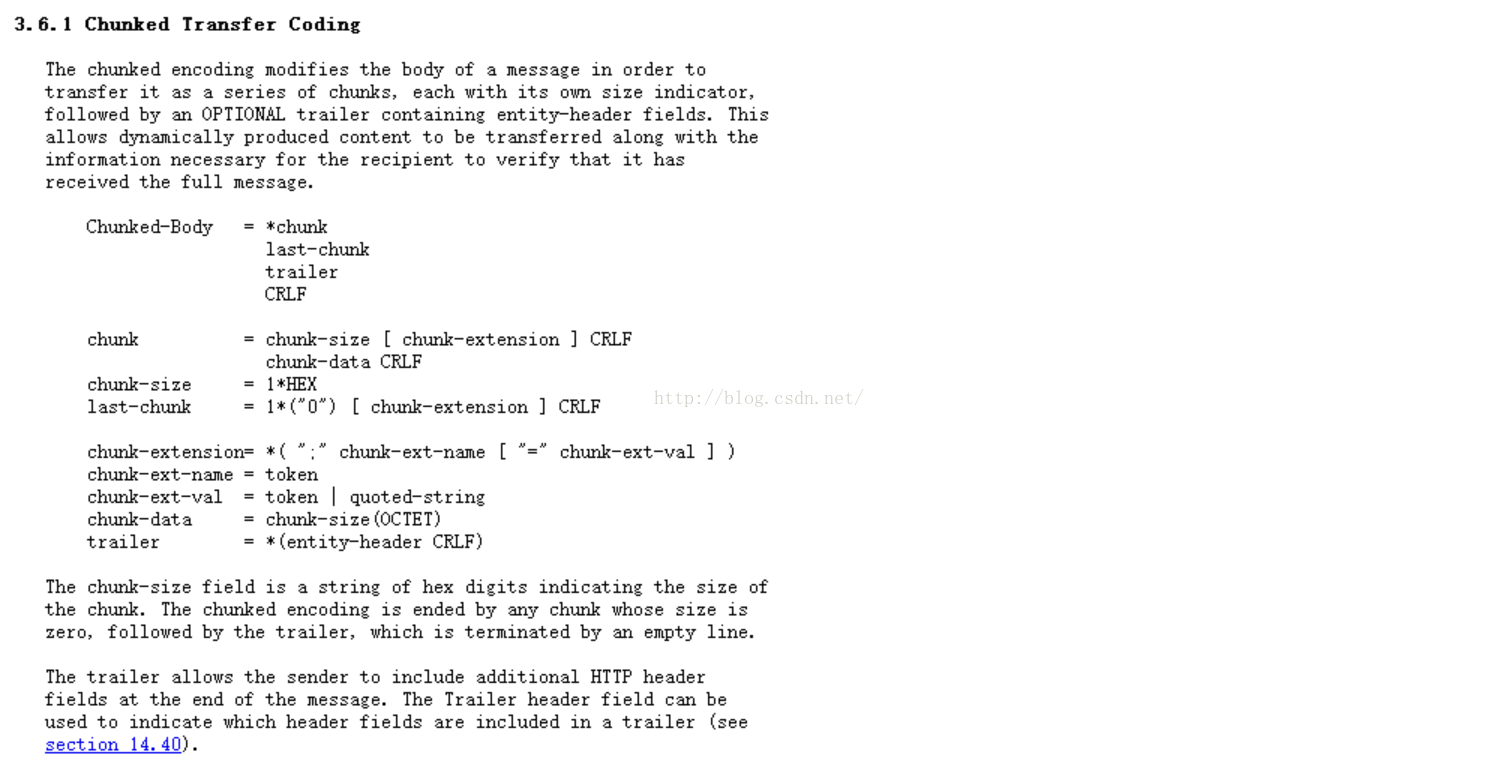 3.6.1 Chunked Transfer Coding
The chunked encoding modifies the body of a message in order to
transfer it as a series of chunks, each with its own size indicator,
followed by an OPTIONAL trailer containing entity-header fields. This
allows dynamically produced content to be transferred along with the
information necessary for the recipient to verify that it has
received the full message.
Chunked-Body   = *chunk
last-chunk
trailer
CRLF
chunk          = chunk-size [ chunk-extension ] CRLF
chunk-data CRLF
chunk-size     = 1*HEX
last-chunk     = 1*("0") [ chunk-extension ] CRLF
http://blog.csdn.net/
chunk-extension= *( ";" chunk-ext-name [ "=" chunk-ext-val ] )
chunk-ext-name = token
chunk-ext-val  = token | quoted-string
chunk-data     = chunk-size(OCTET)
trailer        = *(entity-header CRLF)
The chunk-size field is a string of hex digits indicating the size of
the chunk. The chunked encoding is ended by any chunk whose size is
zero, followed by the trailer, which is terminated by an empty line.
The trailer allows the sender to include additional HTTP header
fields at the end of the message. The Trailer header field can be
used to indicate which header fields are included in a trailer (see
section 14.40).